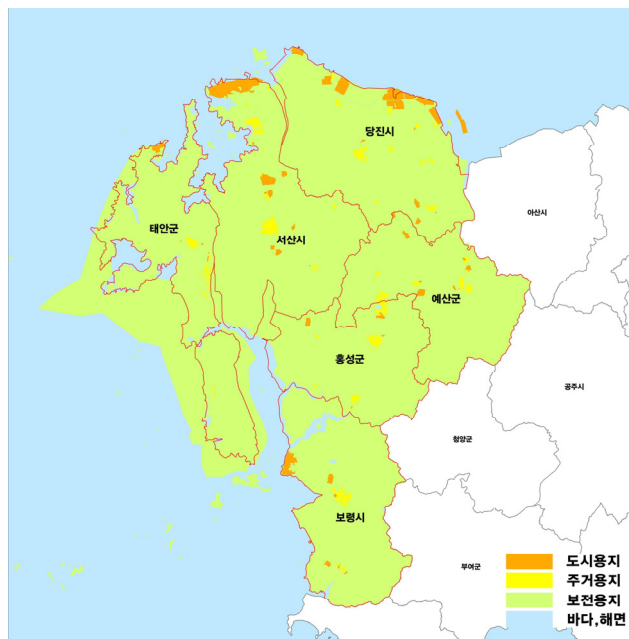 당진시
아산시
태안군
서산시
예산군
홍성군
공주시
청양군
보령시
부여군
도시용지
주거용지
보전용지
바다,해면